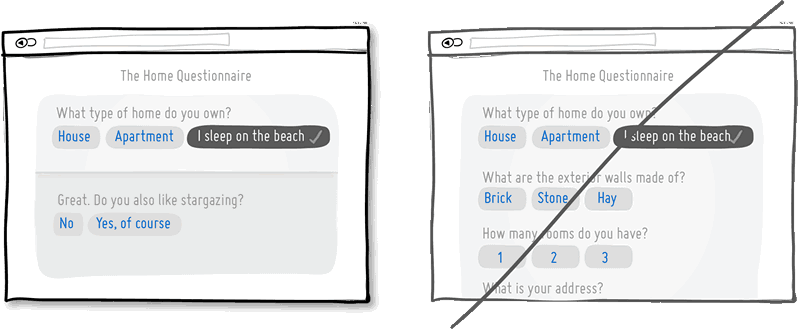 The Home Questionnaire
What type of home do you own?
House Apartment I sleep on the beach
Great. Do you also like stargazing?
No Yes, of course
The Home Questionnaire
What type of home do you own?
House Apartment I sleep on the beach
What are the exterior walls made of?
Brick Stone Hay
How many rooms do you have?
1 2 3
What is your address?